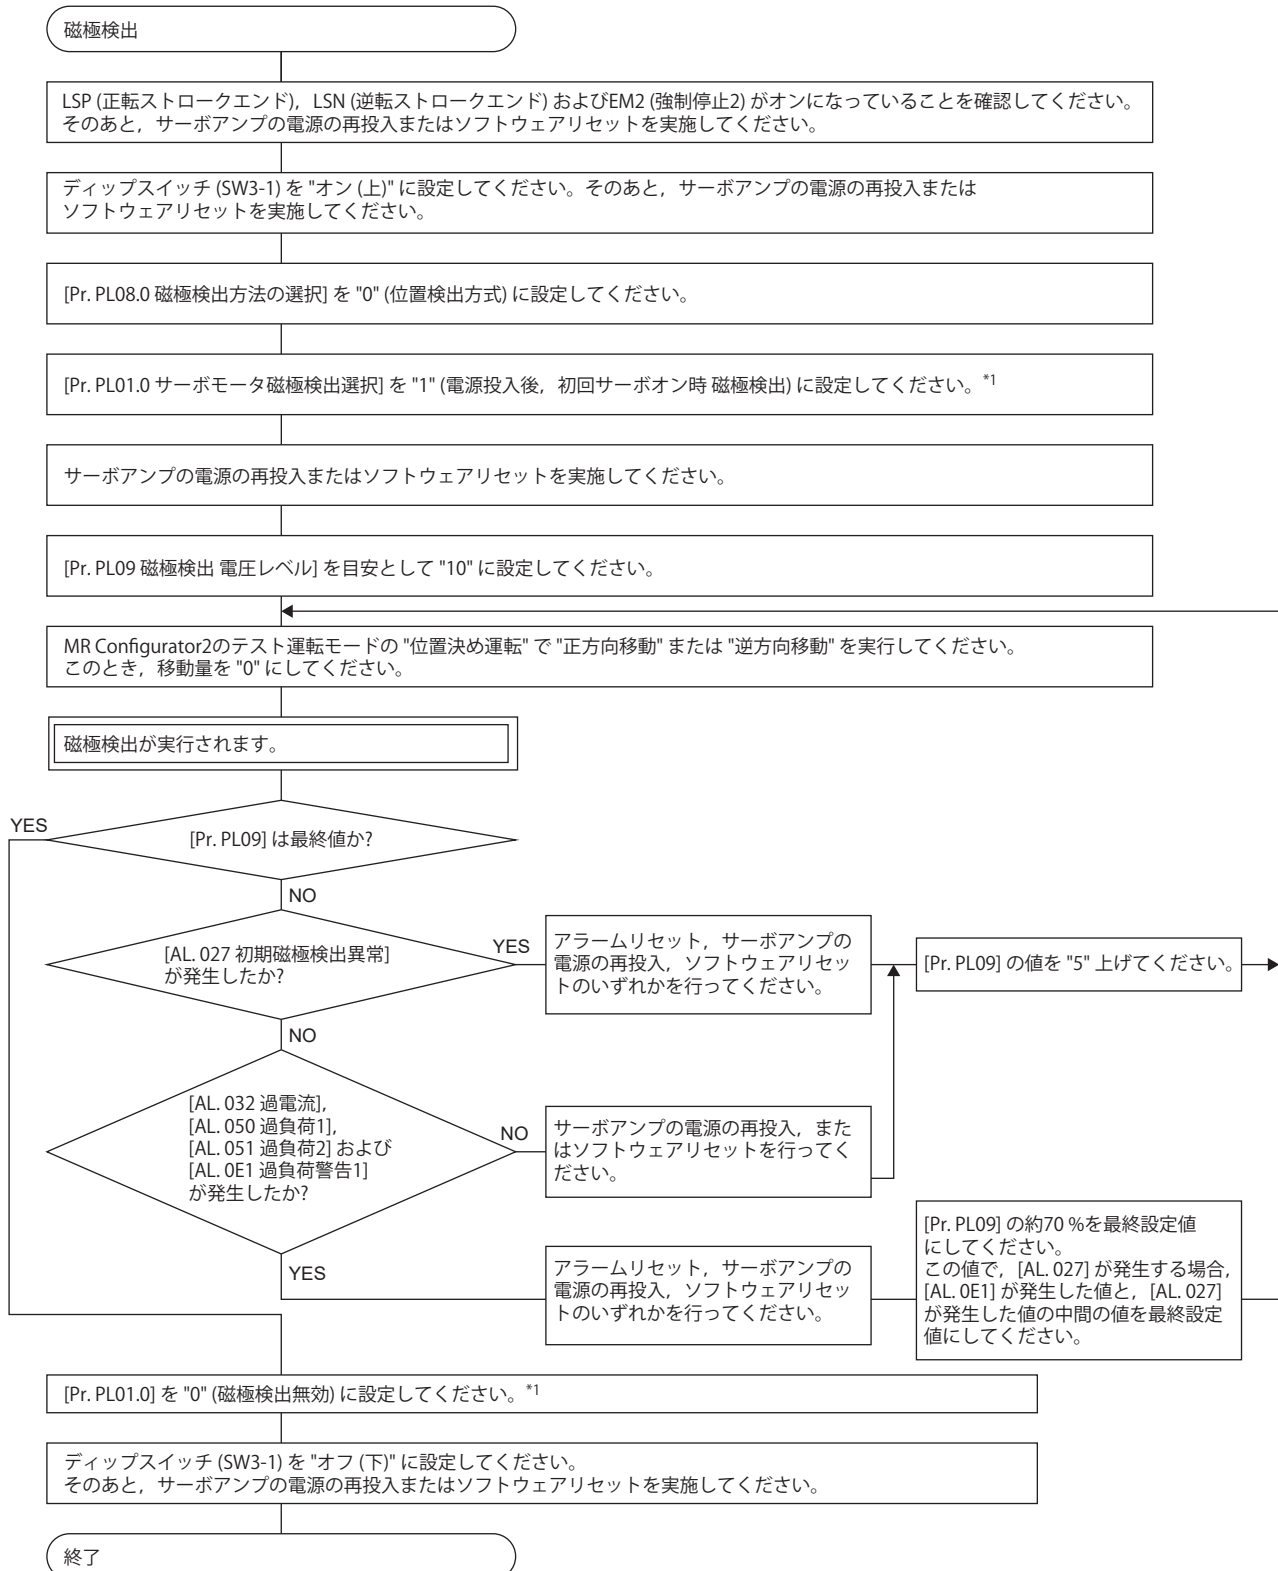 磁極検出
LSP (正転ストロークエンド)，LSN (逆転ストロークエンド) およびEM2 (強制停止2) がオンになっていることを確認してください。
そのあと，サーボアンプの電源の再投入またはソフトウェアリセットを実施してください。
ディップスイッチ (SW3-1) を "オン (上)" に設定してください。そのあと，サーボアンプの電源の再投入または
ソフトウェアリセットを実施してください。
[Pr. PL08.0 磁極検出方法の選択] を "0" (位置検出方式) に設定してください。
[Pr. PL01.0 サーボモータ磁極検出選択] を "1" (電源投入後，初回サーボオン時 磁極検出) に設定してください。*1
サーボアンプの電源の再投入またはソフトウェアリセットを実施してください。
[Pr. PL09 磁極検出 電圧レベル] を目安として "10" に設定してください。
MR Configurator2のテスト運転モードの "位置決め運転" で "正方向移動" または "逆方向移動" を実行してください。
このとき，移動量を "0" にしてください。
磁極検出が実行されます。
YES
[Pr. PL09] は最終値か?
NO
[AL. 027 初期磁極検出異常]
が発生したか?
YES
アラームリセット，サーボアンプの
電源の再投入，ソフトウェアリセッ
トのいずれかを行ってください。
[Pr. PL09] の値を "5" 上げてください。
NO
[AL. 032 過電流],
[AL. 050 過負荷1],
[AL. 051 過負荷2] および
[AL. 0E1 過負荷警告1]
が発生したか?
NO
サーボアンプの電源の再投入，また
はソフトウェアリセットを行ってく
ださい。
YES
アラームリセット，サーボアンプの
電源の再投入，ソフトウェアリセッ
トのいずれかを行ってください。
[Pr. PL09] の約70 %を最終設定値
にしてください。
この値で，[AL. 027] が発生する場合，
[AL. 0E1] が発生した値と，[AL. 027]
が発生した値の中間の値を最終設定
値にしてください。
[Pr. PL01.0] を "0" (磁極検出無効) に設定してください。*1
ディップスイッチ (SW3-1) を "オフ (下)" に設定してください。
そのあと，サーボアンプの電源の再投入またはソフトウェアリセットを実施してください。
終了